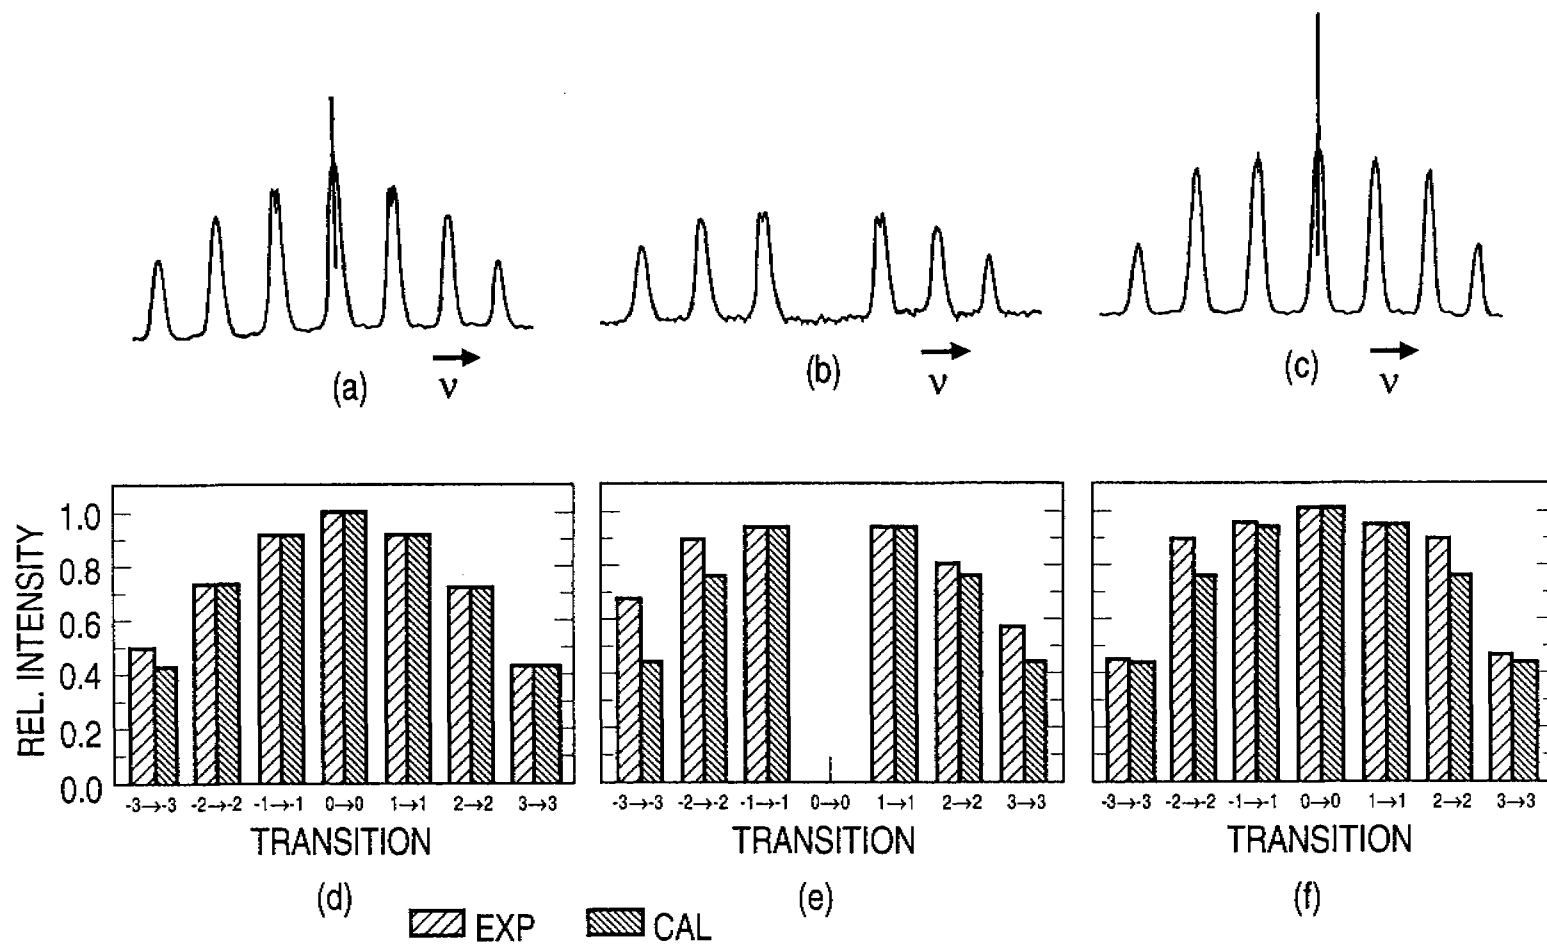 (a)
ν
(b)
ν
(c)
ν
REL. INTENSITY
1.0
0.8
0.6
0.4
0.2
0.0
-3→-3 -2→-2 -1→-1 0→0 1→1 2→2 3→3
TRANSITION
(d)
-3→-3 -2→-2 -1→-1 0→0 1→1 2→2 3→3
TRANSITION
(e)
-3→-3 -2→-2 -1→-1 0→0 1→1 2→2 3→3
TRANSITION
(f)
EXP
CAL